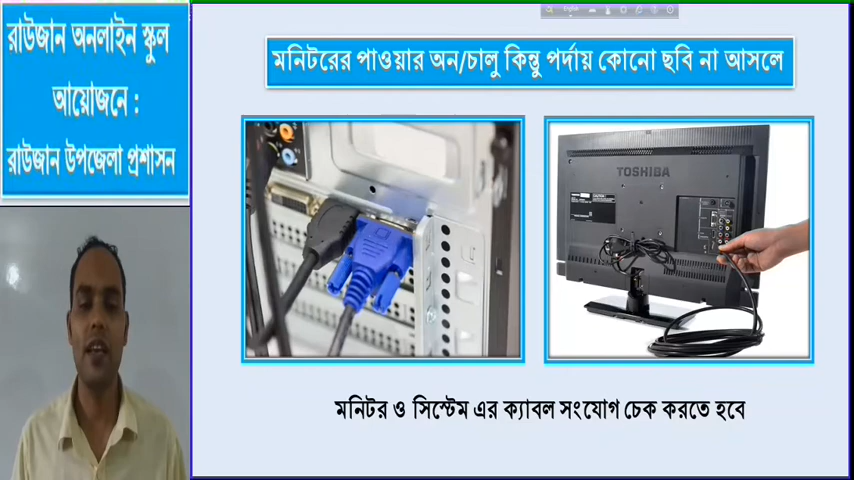 রাউজান অনলাইন স্কুল
আয়োজনে :
রাউজান উপজেলা প্রশাসন
মনিটরের পাওয়ার অন/চালু কিন্তু পর্দায় কোনো ছবি না আসলে
TOSHIBA
মনিটর ও সিস্টেম এর ক্যাবল সংযোগ চেক করতে হবে